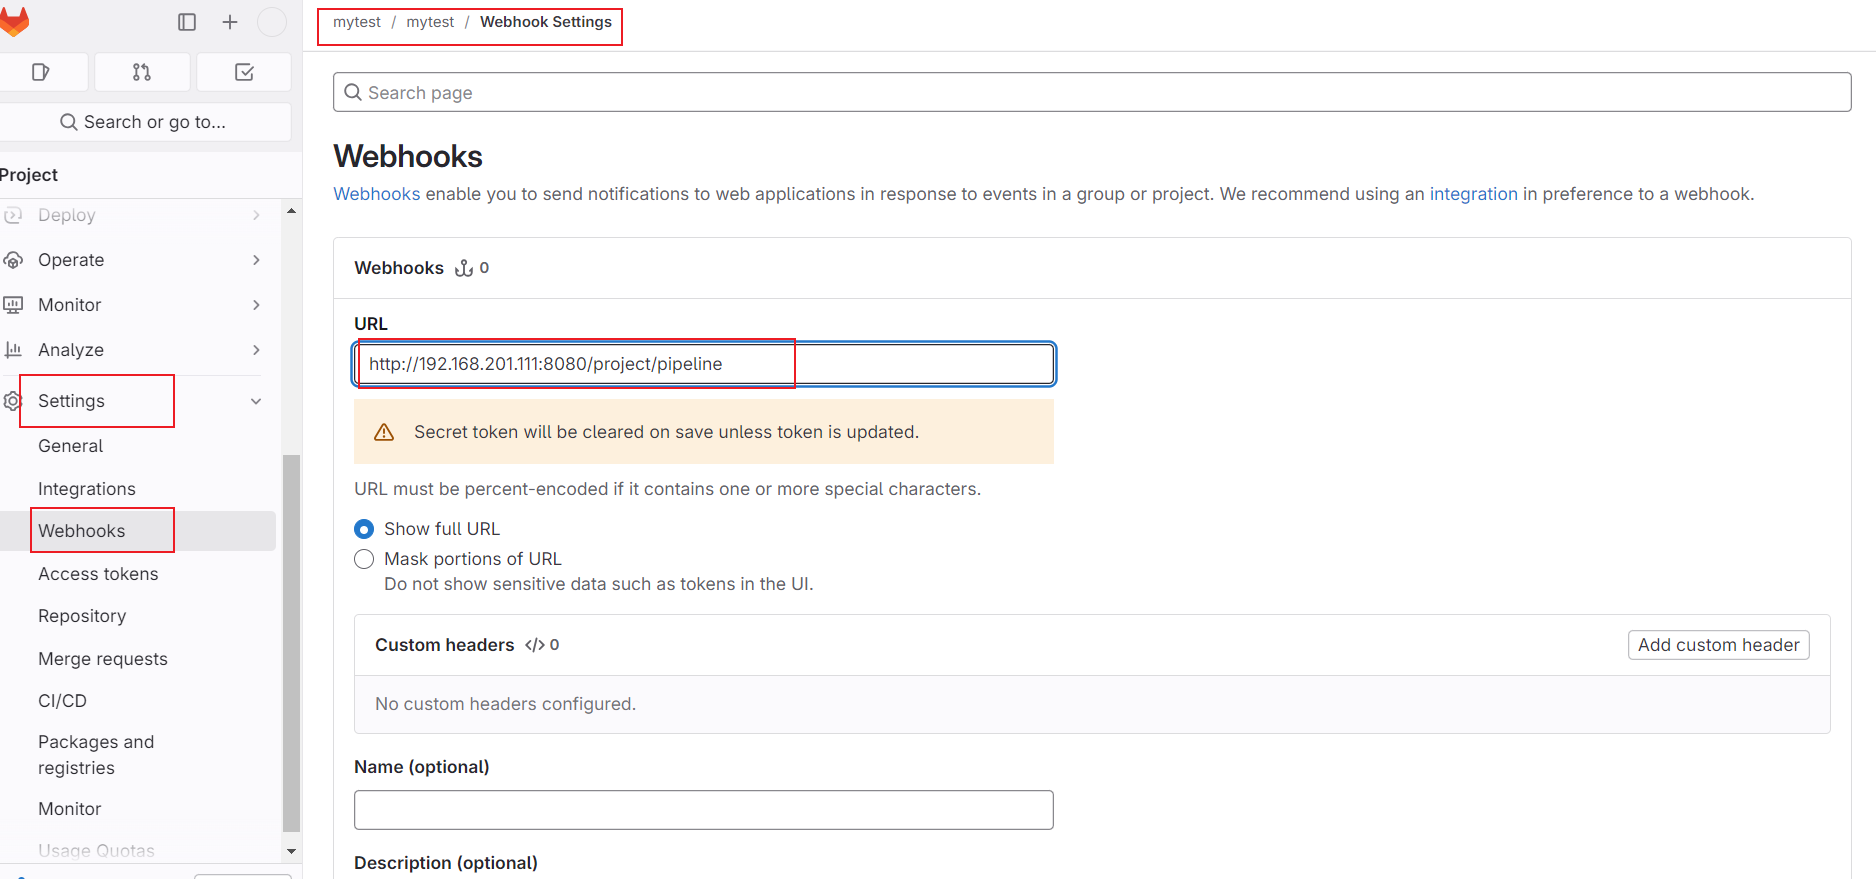 mytest / mytest / Webhook Settings
Search page
Search or go to...
Project
Deploy
Operate
Monitor
Analyze
Settings
General
Integrations
Webhooks
Access tokens
Repository
Merge requests
CI/CD
Packages and
registries
Monitor
Usage Quotas
Webhooks
Webhooks enable you to send notifications to web applications in response to events in a group or project. We recommend using an integration in preference to a webhook.
Webhooks 0
URL
http://192.168.201.111:8080/project/pipeline
Secret token will be cleared on save unless token is updated.
URL must be percent-encoded if it contains one or more special characters.
Show full URL
Mask portions of URL
Do not show sensitive data such as tokens in the UI.
Custom headers </> 0
Add custom header
No custom headers configured.
Name (optional)
Description (optional)